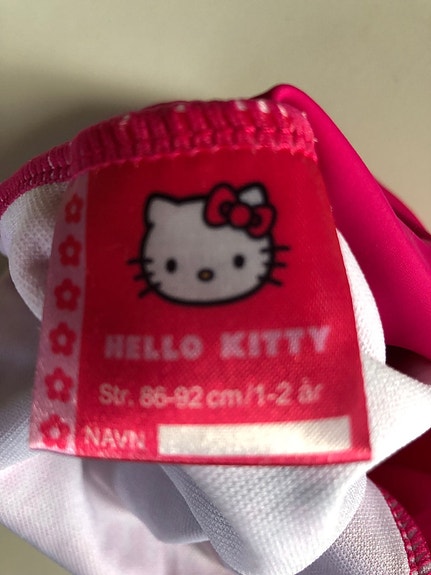 HELLO KITTY
Str. 86-92 cm/1-2 år
NAVN